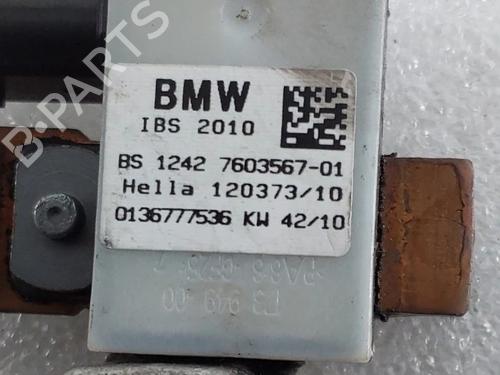 BMW
IBS 2010
BS 1242 7603567-01
Hella 120373/10
0136777536 KW 42/10
B-PARTS